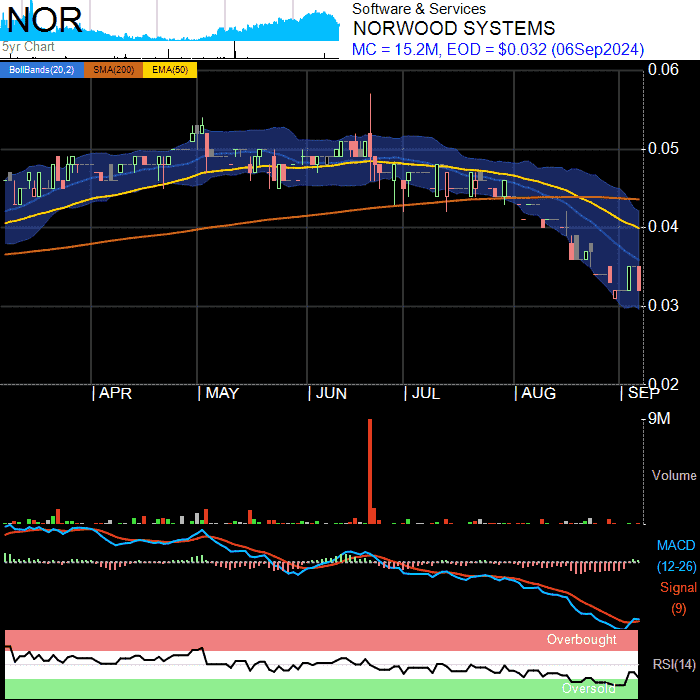 NOR
Software & Services
NORWOOD SYSTEMS
5yr Chart
MC = 15.2M, EOD = $0.032 (06Sep2024)
BollBands(20,2) SMA(200) EMA(50)
0.06
0.05
0.04
0.03
0.02
APR MAY JUN JUL AUG SEP
9M
Volume
MACD
(12-26)
Signal
(9)
Overbought
RSI(14)
Oversold